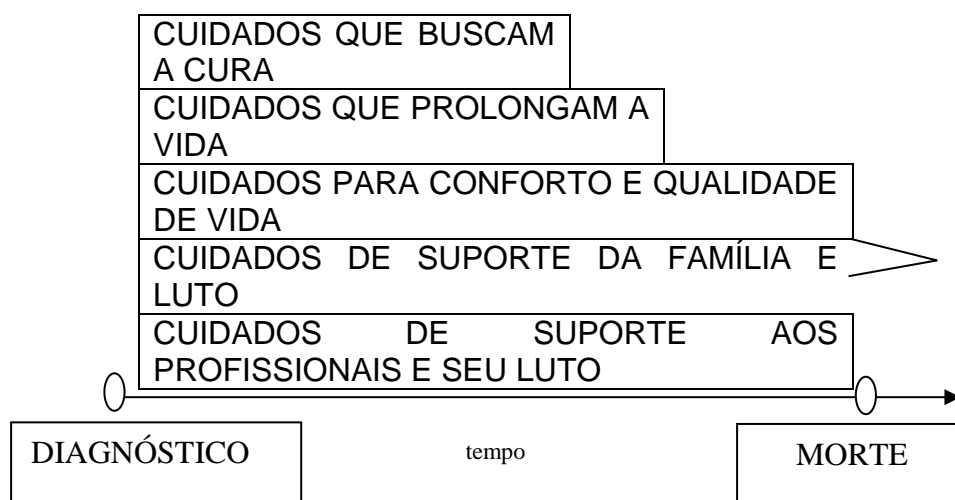 CUIDADOS QUE BUSCAM
A CURA
CUIDADOS QUE PROLONGAM A
VIDA
CUIDADOS PARA CONFORTO E QUALIDADE
DE VIDA
CUIDADOS DE SUPORTE DA FAMÍLIA E
LUTO
CUIDADOS DE SUPORTE AOS
PROFISSIONAIS E SEU LUTO
DIAGNÓSTICO
tempo
MORTE